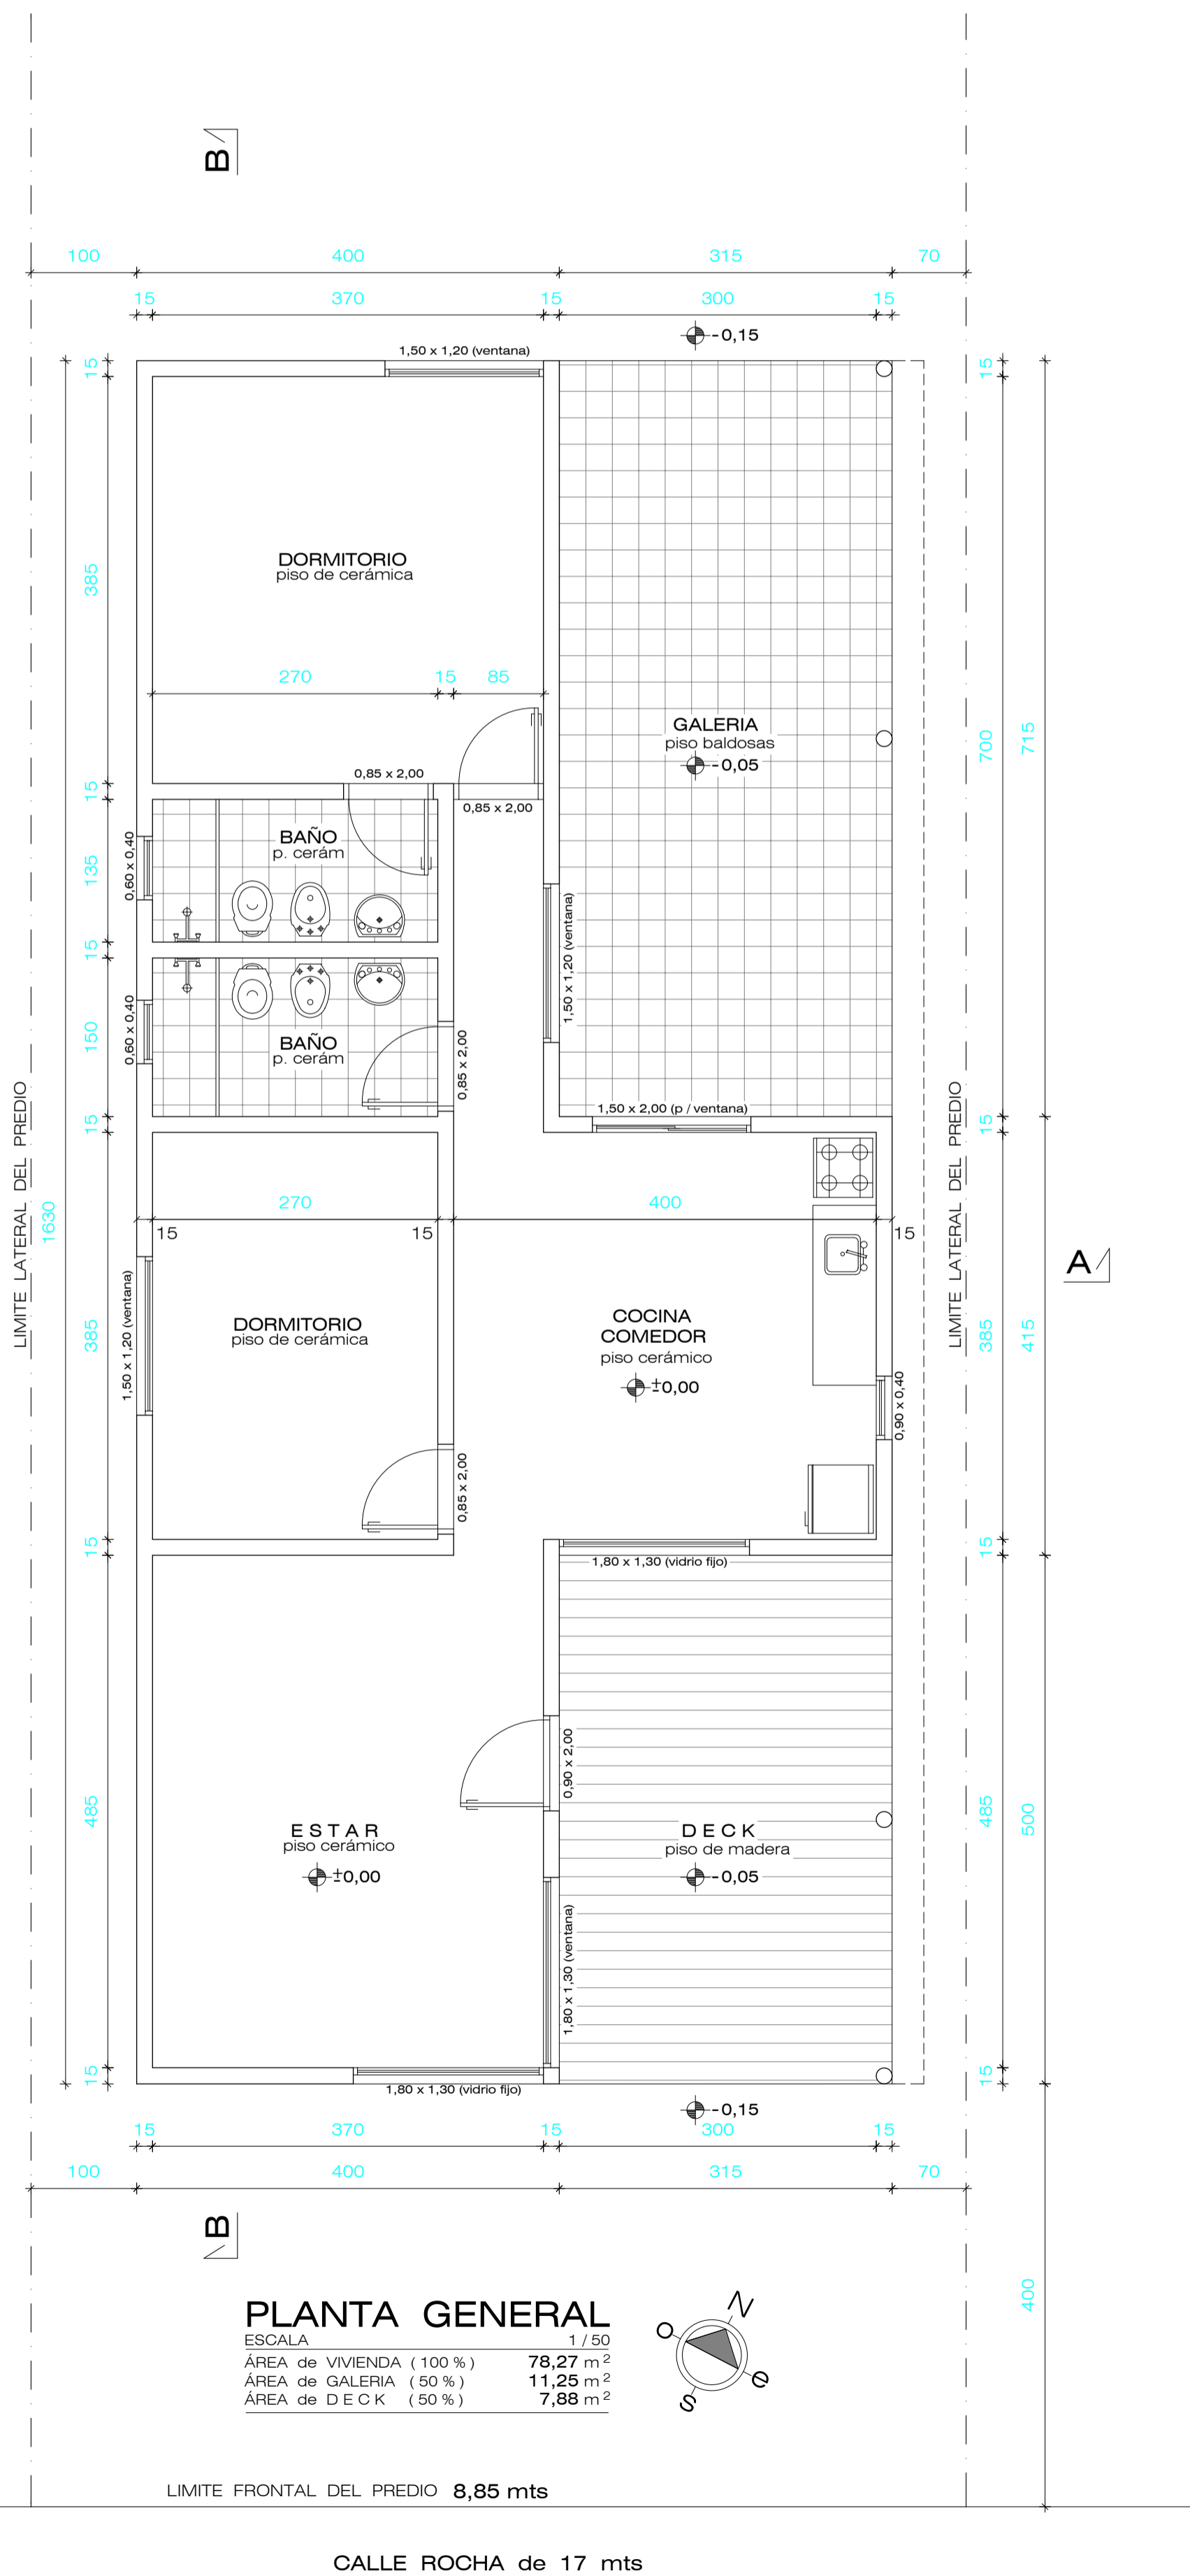 B
100 400 315 70
15 370 15 300 15
-0,15
1,50 x 1,20 (ventana)
15
15
DORMITORIO
piso de cerámica
385
270 15 85
GALERIA
piso baldosas
-0,05
700
715
0,85 x 2,00
0,85 x 2,00
15
BAÑO
p. cerám
0,60 x 0,40
135
15
1,50 x 1,20 (ventana)
BAÑO
p. cerám
0,60 x 0,40
150
0,85 x 2,00
1,50 x 2,00 (p / ventana)
15
15
LIMITE LATERAL DEL PREDIO
1630
LIMITE LATERAL DEL PREDIO
270 400
15 15 15
A
1,50 x 1,20 (ventana)
DORMITORIO
piso de cerámica
385
COCINA
COMEDOR
piso cerámico
±0,00
385
415
0,90 x 0,40
0,85 x 2,00
15
15
1,80 x 1,30 (vidrio fijo)
0,90 x 2,00
485
ESTAR
piso cerámico
±0,00
DECK
piso de madera
-0,05
485
500
1,80 x 1,30 (ventana)
15
15
1,80 x 1,30 (vidrio fijo)
-0,15
15 370 15 300 15
100 400 315 70
B
400
PLANTA GENERAL
ESCALA 1 / 50
ÁREA de VIVIENDA ( 100 % ) 78,27 m²
ÁREA de GALERIA ( 50 % ) 11,25 m²
ÁREA de D E C K ( 50 % ) 7,88 m²
N
O
e
S
LIMITE FRONTAL DEL PREDIO 8,85 mts
CALLE ROCHA de 17 mts